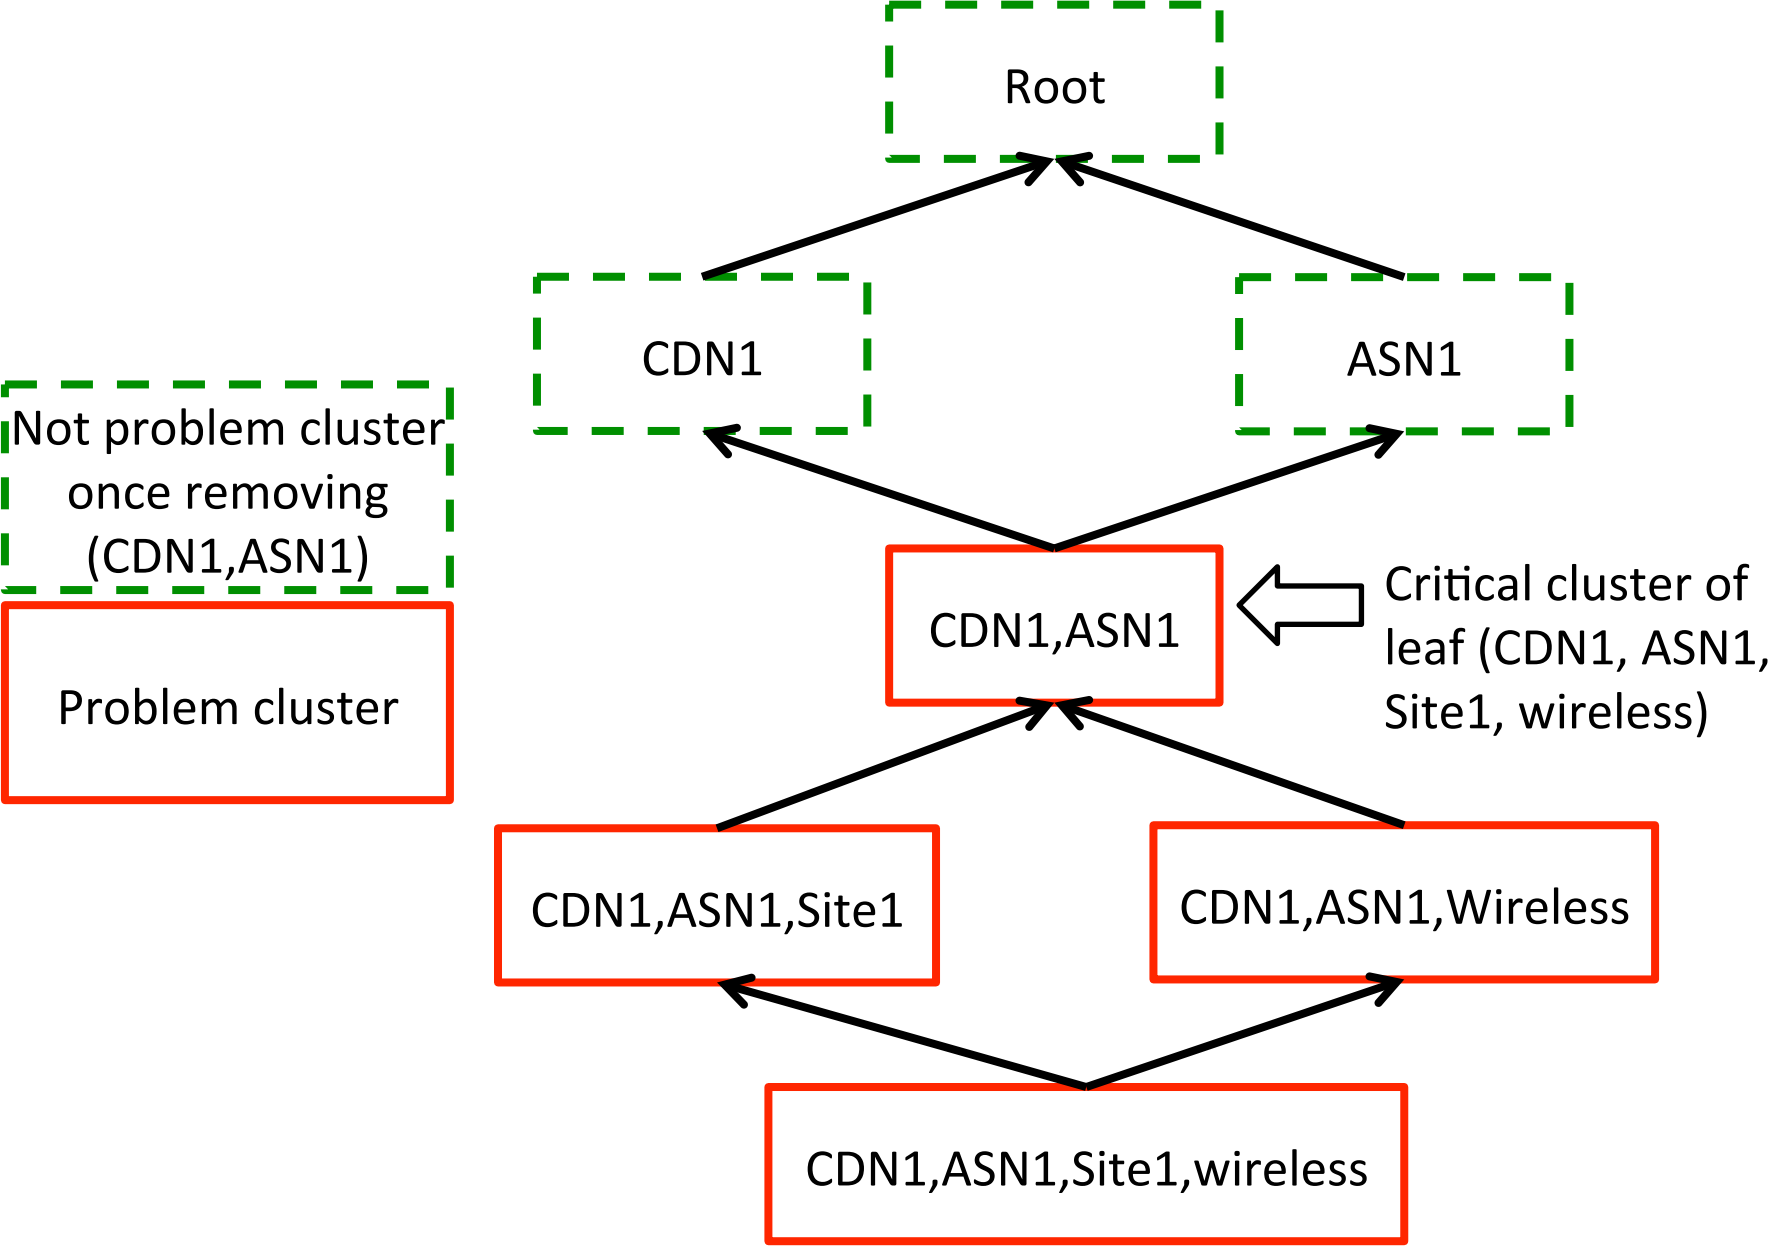 Root
CDN1
ASN1
Not problem cluster
once removing
(CDN1,ASN1)
Problem cluster
CDN1,ASN1
Critical cluster of
leaf (CDN1, ASN1,
Site1, wireless)
CDN1,ASN1,Site1
CDN1,ASN1,Wireless
CDN1,ASN1,Site1,wireless